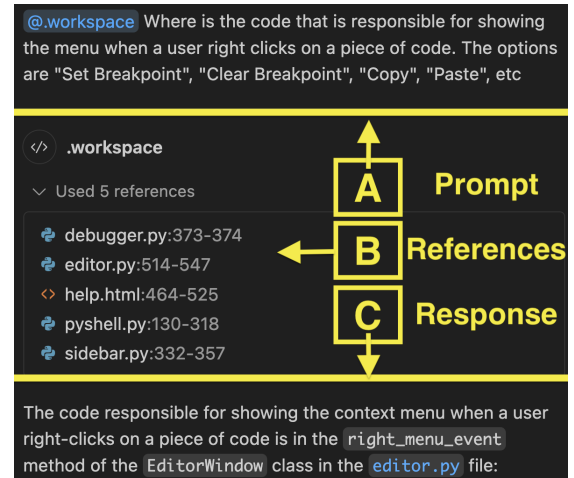 @.workspace Where is the code that is responsible for showing
the menu when a user right clicks on a piece of code. The options
are "Set Breakpoint", "Clear Breakpoint", "Copy", "Paste", etc
</> .workspace
A Prompt
Used 5 references
debugger.py:373-374
B References
editor.py:514-547
<> help.html:464-525
C Response
pyshell.py:130-318
sidebar.py:332-357
The code responsible for showing the context menu when a user
right-clicks on a piece of code is in the right_menu_event
method of the EditorWindow class in the editor.py file: